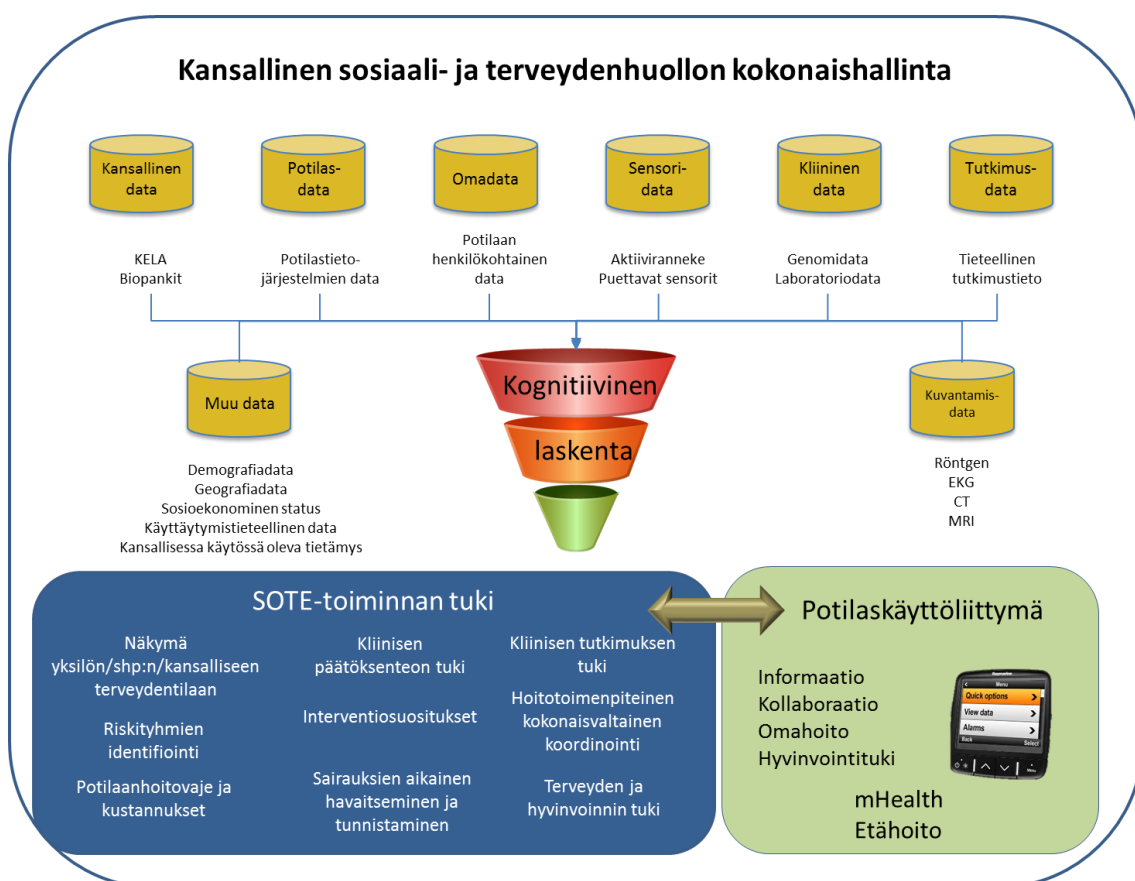 Kansallinen sosiaali- ja terveydenhuollon kokonaishallinta
Kansallinen
data
Potilas-
data
Omadata
Sensori-
data
Kliininen
data
Tutkimus-
data
KELA
Biopankit
Potilastieto-
järjestelmien data
Potilaan
henkilökohtainen
data
Aktiiviranneke
Puettavat sensorit
Genomidata
Laboratoriodata
Tieteellinen
tutkimustieto
Muu data
Kognitiivinen
laskenta
Kuvantamis-
data
Demografiadata
Geografiadata
Sosioekonominen status
Käyttäytymistieteellinen data
Kansallisessa käytössä oleva tietämys
Röntgen
EKG
CT
MRI
SOTE-toiminnan tuki
Näkymä
yksilön/shp:n/kansalliseen
terveydentilaan
Kliinisen
päätöksenteon tuki
Kliinisen tutkimuksen
tuki
Riskityhmien
identifiointi
Interventiosuositukset
Hoitotoimenpiteinen
kokonaisvaltainen
koordinointi
Potilaanhoitovaje ja
kustannukset
Sairauksien aikainen
havaitseminen ja
tunnistaminen
Terveyden ja
hyvinvoinnin tuki
Potilaskäyttöliittymä
Informaatio
Kollaboraatio
Omahoito
Hyvinvointituki
Menu
Quick options
View data
Alarms
Back Select
Menu
mHealth
Etähoito